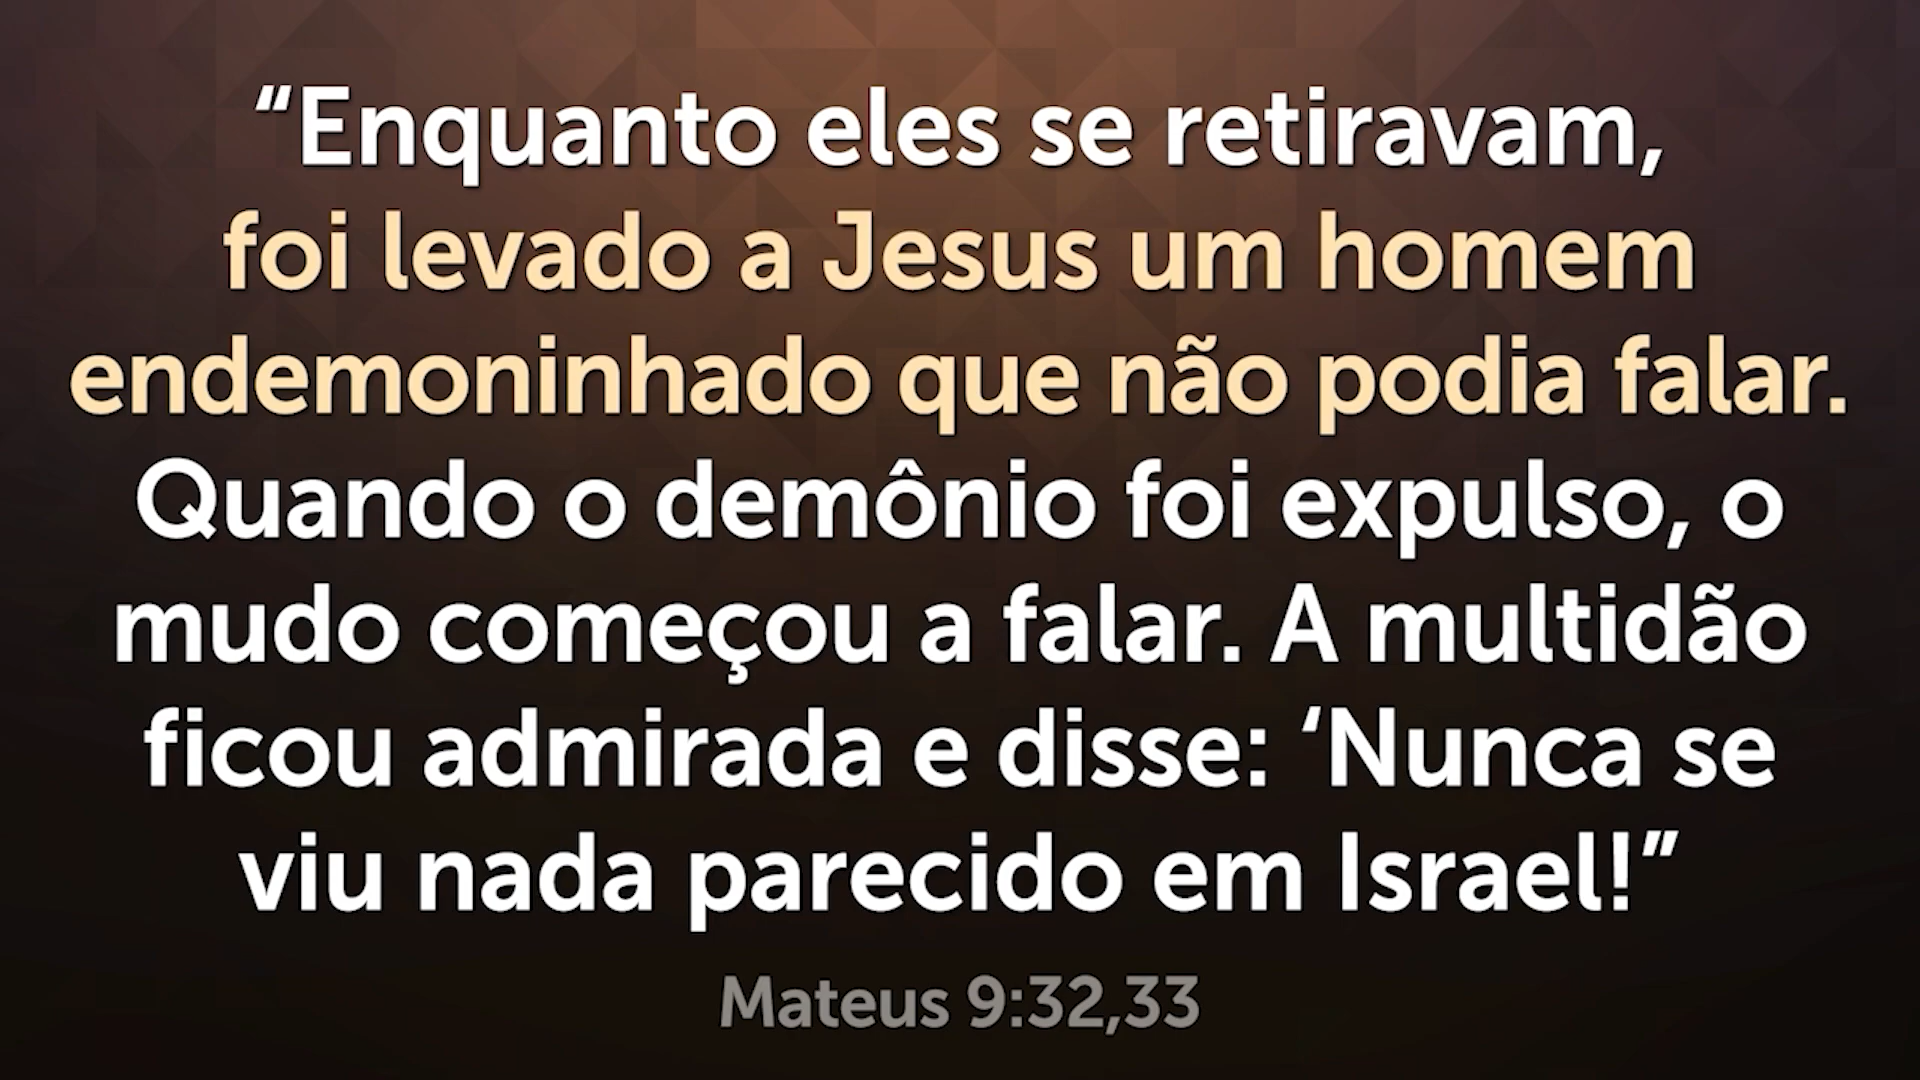 “Enquanto eles se retiravam,
foi levado a Jesus um homem
endemoninhado que não podia falar.
Quando o demônio foi expulso, o
mudo começou a falar. A multidão
ficou admirada e disse: ‘Nunca se
viu nada parecido em Israel!”
Mateus 9:32,33